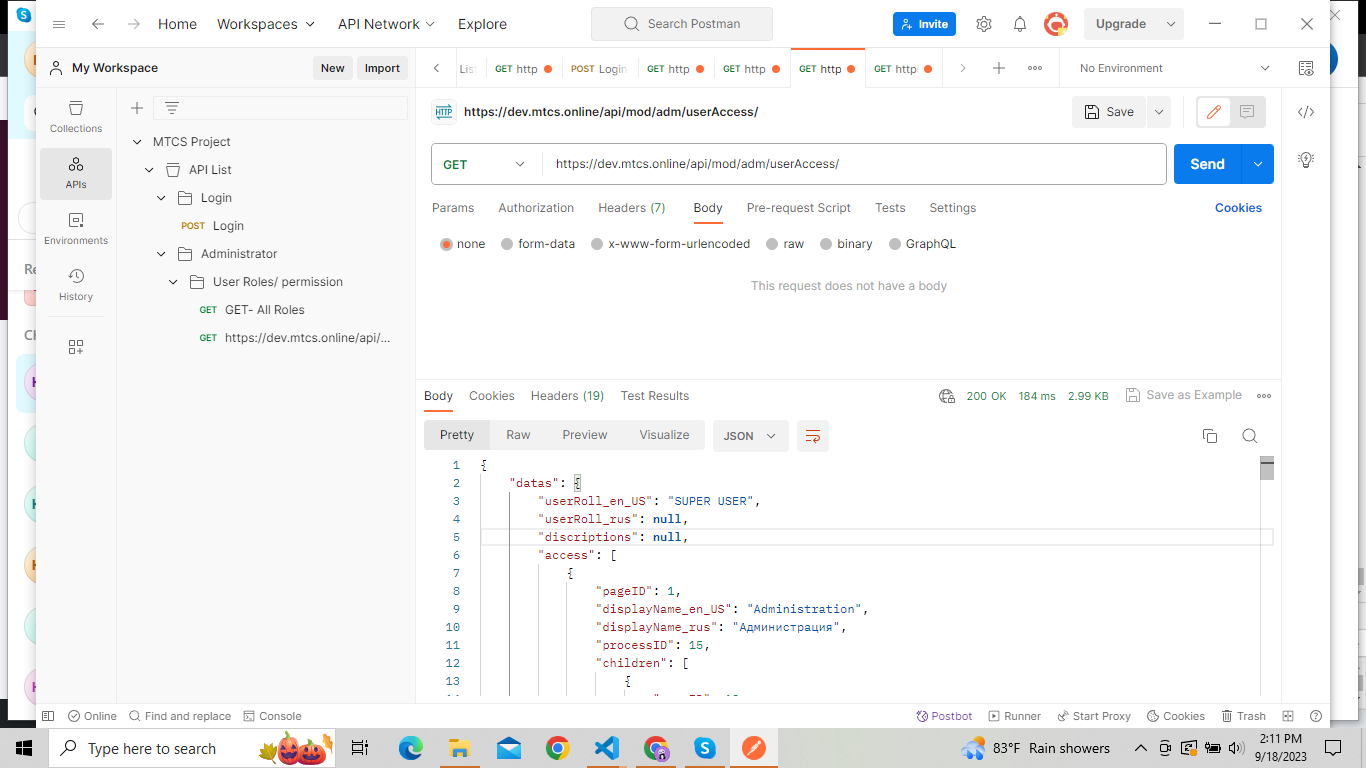 Home
Workspaces
API Network
Explore
Search Postman
Invite
Upgrade
My Workspace
New
Import
GET http
POST Login
GET http
GET http
GET http
GET http
No Environment
Collections
APIs
Environments
History
MTCS Project
API List
Login
POST Login
Administrator
User Roles/ permission
GET GET- All Roles
GET https://dev.mtcs.online/api/...
HTTP https://dev.mtcs.online/api/mod/adm/userAccess/
Save
GET https://dev.mtcs.online/api/mod/adm/userAccess/
Send
Params Authorization Headers (7) Body Pre-request Script Tests Settings
Cookies
none form-data x-www-form-urlencoded raw binary GraphQL
This request does not have a body
Body Cookies Headers (19) Test Results
200 OK 184 ms 2.99 KB Save as Example
Pretty Raw Preview Visualize JSON
1 {
2 "datas": {
3 "userRoll_en_US": "SUPER USER",
4 "userRoll_rus": null,
5 "discriptions": null,
6 "access": [
7 {
8 "pageID": 1,
9 "displayName_en_US": "Administration",
10 "displayName_rus": "Администрация",
11 "processID": 15,
12 "children": [
13 {
Online Find and replace Console
Postbot Runner Start Proxy Cookies Trash
Type here to search
83°F Rain showers
2:11 PM
9/18/2023